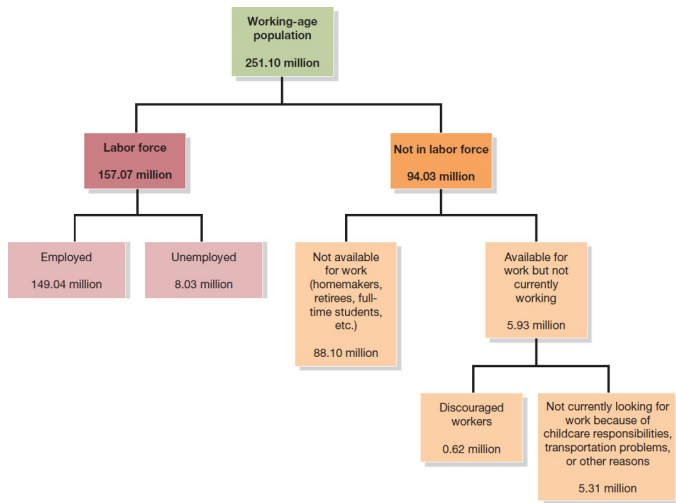 Working-age
population
251.10 million
Labor force
157.07 million
Not in labor force
94.03 million
Employed
149.04 million
Unemployed
8.03 million
Not available
for work
(homemakers,
retirees, full-
time students,
etc.)
88.10 million
Available for
work but not
currently
working
5.93 million
Discouraged
workers
0.62 million
Not currently looking for
work because of
childcare responsibilities,
transportation problems,
or other reasons
5.31 million